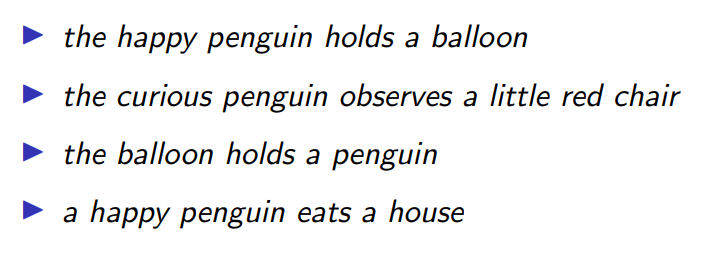 the happy penguin holds a balloon
the curious penguin observes a little red chair
the balloon holds a penguin
a happy penguin eats a house